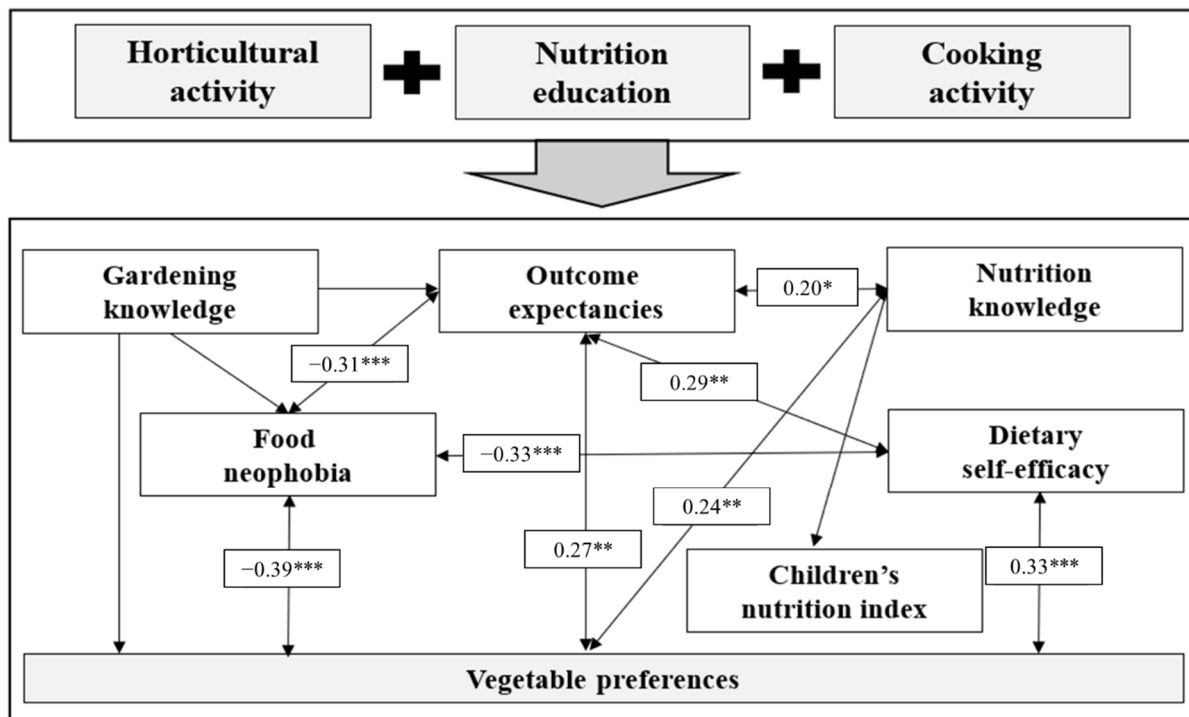 Horticultural
activity
Nutrition
education
Cooking
activity
Gardening
knowledge
Outcome
expectancies
0.20*
Nutrition
knowledge
−0.31***
0.29**
Food
neophobia
−0.33***
Dietary
self-efficacy
0.24**
0.27**
−0.39***
Children’s
nutrition index
0.33***
Vegetable preferences